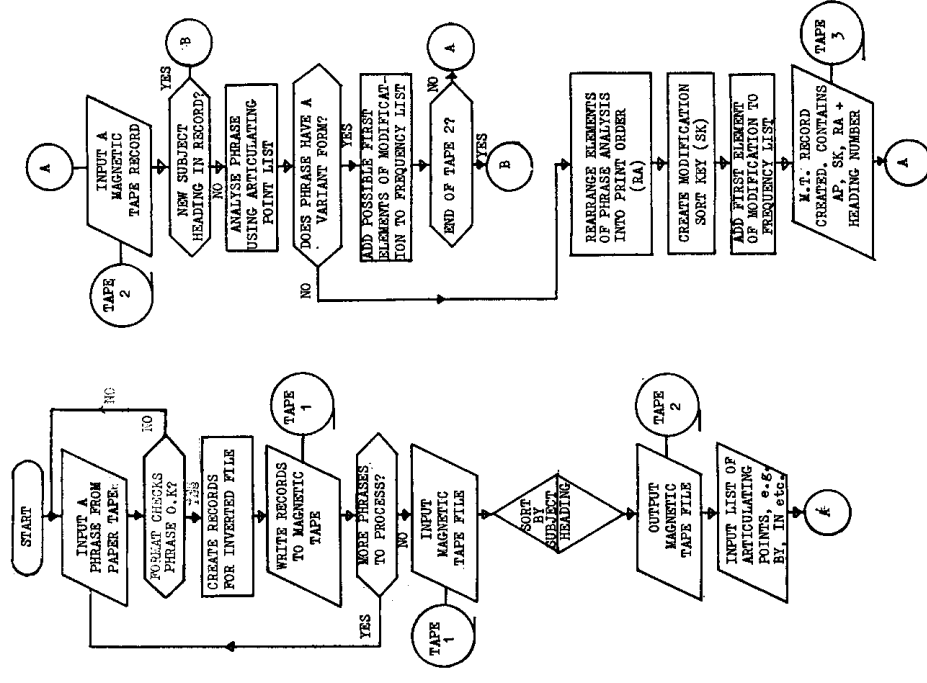 START
INPUT A
PHRASE FROM
PAPER TAPE
FORMAT CHECKS
PHRASE O.K?
NO
NO
YES
CREATE RECORDS
FOR INVERTED FILE
WRITE RECORDS
TO MAGNETIC
TAPE
TAPE
1
MORE PHRASES
TO PROCESS?
YES
NO
INPUT
MAGNETIC
TAPE FILE
TAPE
1
SORT
BY
SUBJECT
HEADING
OUTPUT
MAGNETIC
TAPE FILE
TAPE
2
INPUT LIST OF
ARTICULATING
POINTS, e.g,
BY, IN etc.
A
A
INPUT A
MAGNETIC
TAPE RECORD
TAPE
2
NEW SUBJECT
HEADING IN RECORD?
YES
B
NO
ANALYSE PHRASE
USING ARTICULATING
POINT LIST
DOES PHRASE HAVE A
VARIANT FORM?
NO
YES
ADD POSSIBLE FIRST
ELEMENTS OF MODIFICAT-
ION TO FREQUENCY LIST
END OF TAPE 2?
NO
A
YES
B
REARRANGE ELEMENTS
OF PHRASE ANALYSIS
INTO PRINT ORDER
(RA)
CREATE MODIFICATION
SORT KEY (SK)
ADD FIRST ELEMENT
OF MODIFICATION TO
FREQUENCY LIST
M.T. RECORD
CREATED. CONTAINS
AP, SK, RA +
HEADING NUMBER
TAPE
3
A